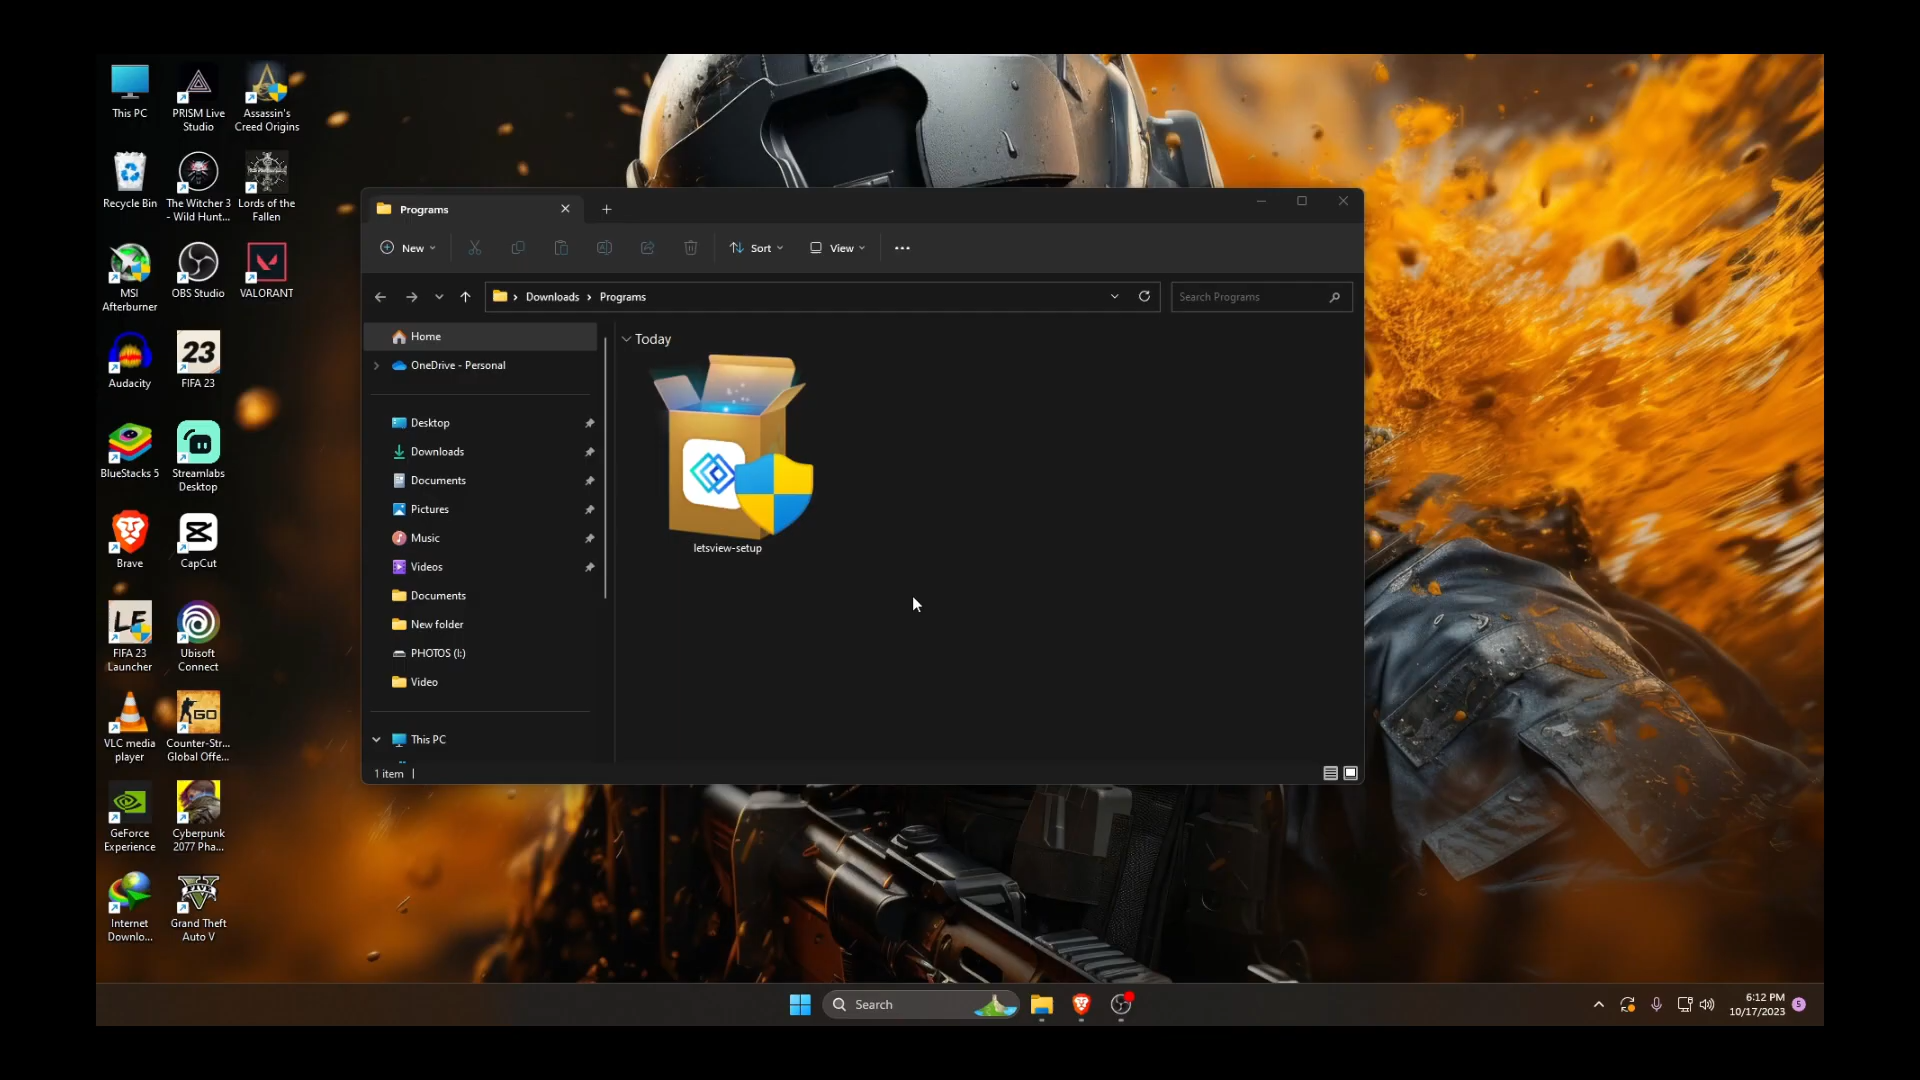 This PC
PRISM Live
Studio
Assassin's
Creed Origins
Recycle Bin
The Witcher 3
- Wild Hunt...
Lords of the
Fallen
MSI
Afterburner
OBS Studio
VALORANT
Audacity
23
FIFA 23
BlueStacks 5
Streamlabs
Desktop
Brave
CapCut
LE
FIFA 23
Launcher
Ubisoft
Connect
VLC media
player
GO
Counter-Str...
Global Offe...
GeForce
Experience
Cyberpunk
2077 Pha...
Internet
Downlo...
Grand Theft
Auto V
Programs
New
Sort
View
Downloads
Programs
Search Programs
Home
OneDrive - Personal
Desktop
Downloads
Documents
Pictures
Music
Videos
Documents
New folder
PHOTOS (I:)
Video
This PC
Today
letsview-setup
1 item
Search
6:12 PM
10/17/2023
5